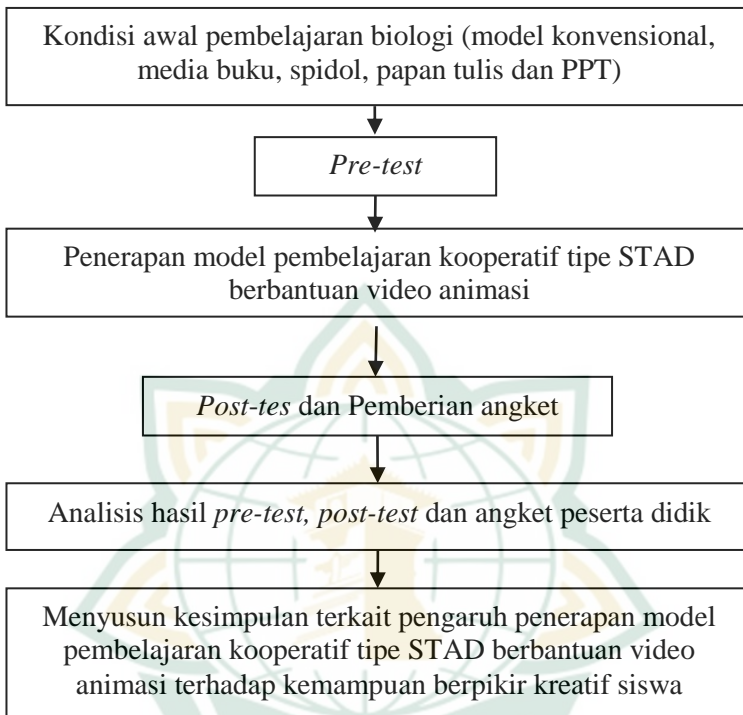 Kondisi awal pembelajaran biologi (model konvensional,
media buku, spidol, papan tulis dan PPT)
Pre-test
Penerapan model pembelajaran kooperatif tipe STAD
berbantuan video animasi
Post-tes dan Pemberian angket
Analisis hasil pre-test, post-test dan angket peserta didik
Menyusun kesimpulan terkait pengaruh penerapan model
pembelajaran kooperatif tipe STAD berbantuan video
animasi terhadap kemampuan berpikir kreatif siswa